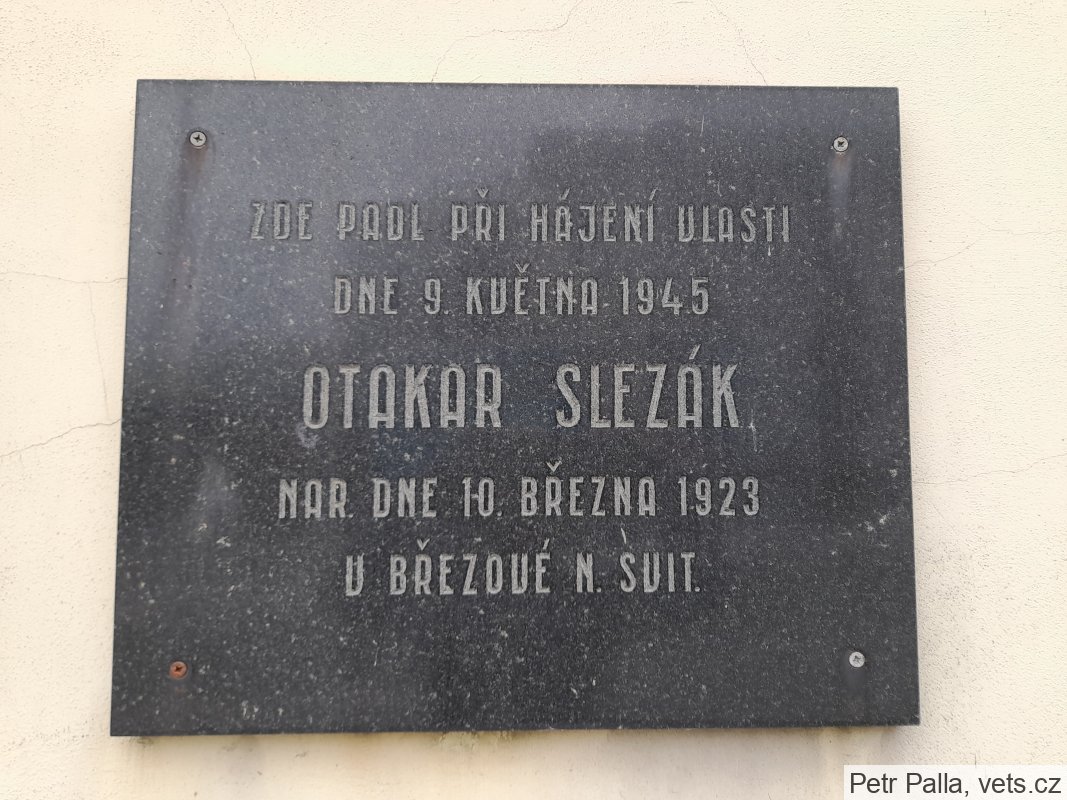 ZDE PADL PŘI HÁJENÍ VLASTI
DNE 9. KVĚTNA 1945
OTAKAR SLEZÁK
NAR. DNE 10. BŘEZNA 1923
V BŘEZOVÉ N. SVIT.
Petr Palla, vets.cz